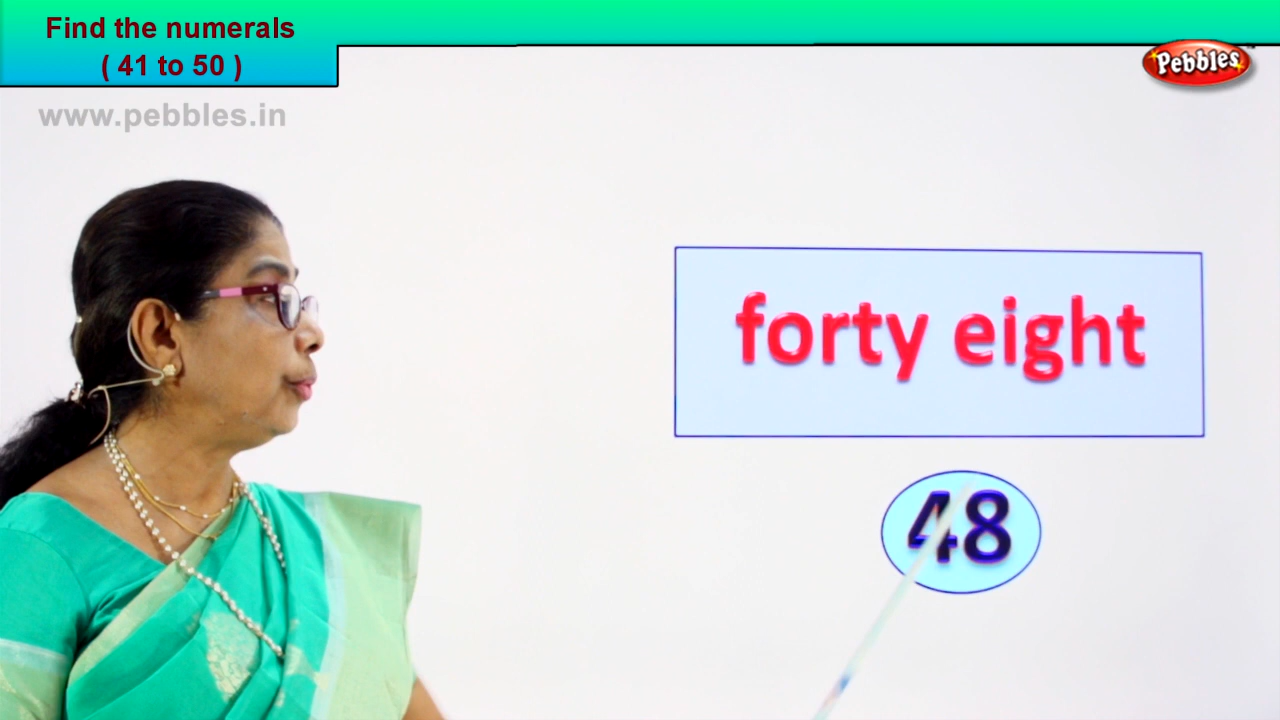 Find the numerals
( 41 to 50 )
Pebbles
www.pebbles.in
forty eight
48